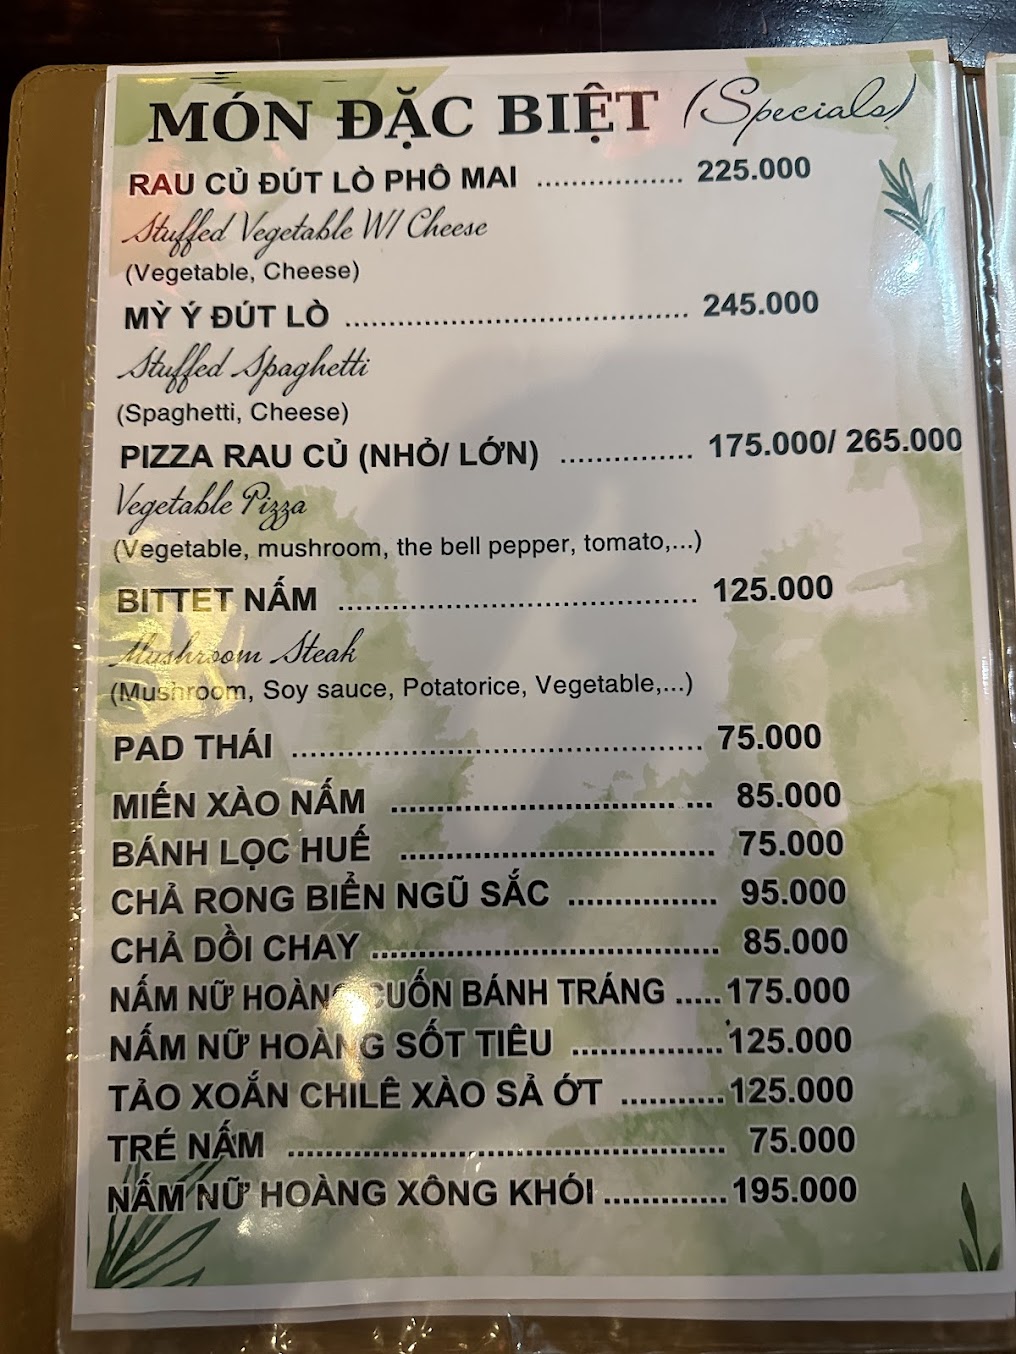 MÓN ĐẶC BIỆT (Specials)
RAU CỦ ĐÚT LÒ PHÔ MAI ................. 225.000
Stuffed Vegetable W/ Cheese
(Vegetable, Cheese)
MỲ Ý ĐÚT LÒ ........................................ 245.000
Stuffed Spaghetti
(Spaghetti, Cheese)
PIZZA RAU CỦ (NHỎ/ LỚN) ............... 175.000/ 265.000
Vegetable Pizza
(Vegetable, mushroom, the bell pepper, tomato,...)
BITTET NẤM ........................................ 125.000
Mushroom Steak
(Mushroom, Soy sauce, Potatorice, Vegetable,...)
PAD THÁI ............................................. 75.000
MIẾN XÀO NẤM ............................... ... 85.000
BÁNH LỌC HUẾ .................................. 75.000
CHẢ RONG BIỂN NGŨ SẮC ................ 95.000
CHẢ DỒI CHAY ..................................... 85.000
NẤM NỮ HOÀNG CUỐN BÁNH TRÁNG .....175.000
NẤM NỮ HOÀNG SỐT TIÊU ................125.000
TẢO XOẮN CHILÊ XÀO SẢ ỚT ...........125.000
TRÉ NẤM ............................................... 75.000
NẤM NỮ HOÀNG XÔNG KHÓI .............195.000